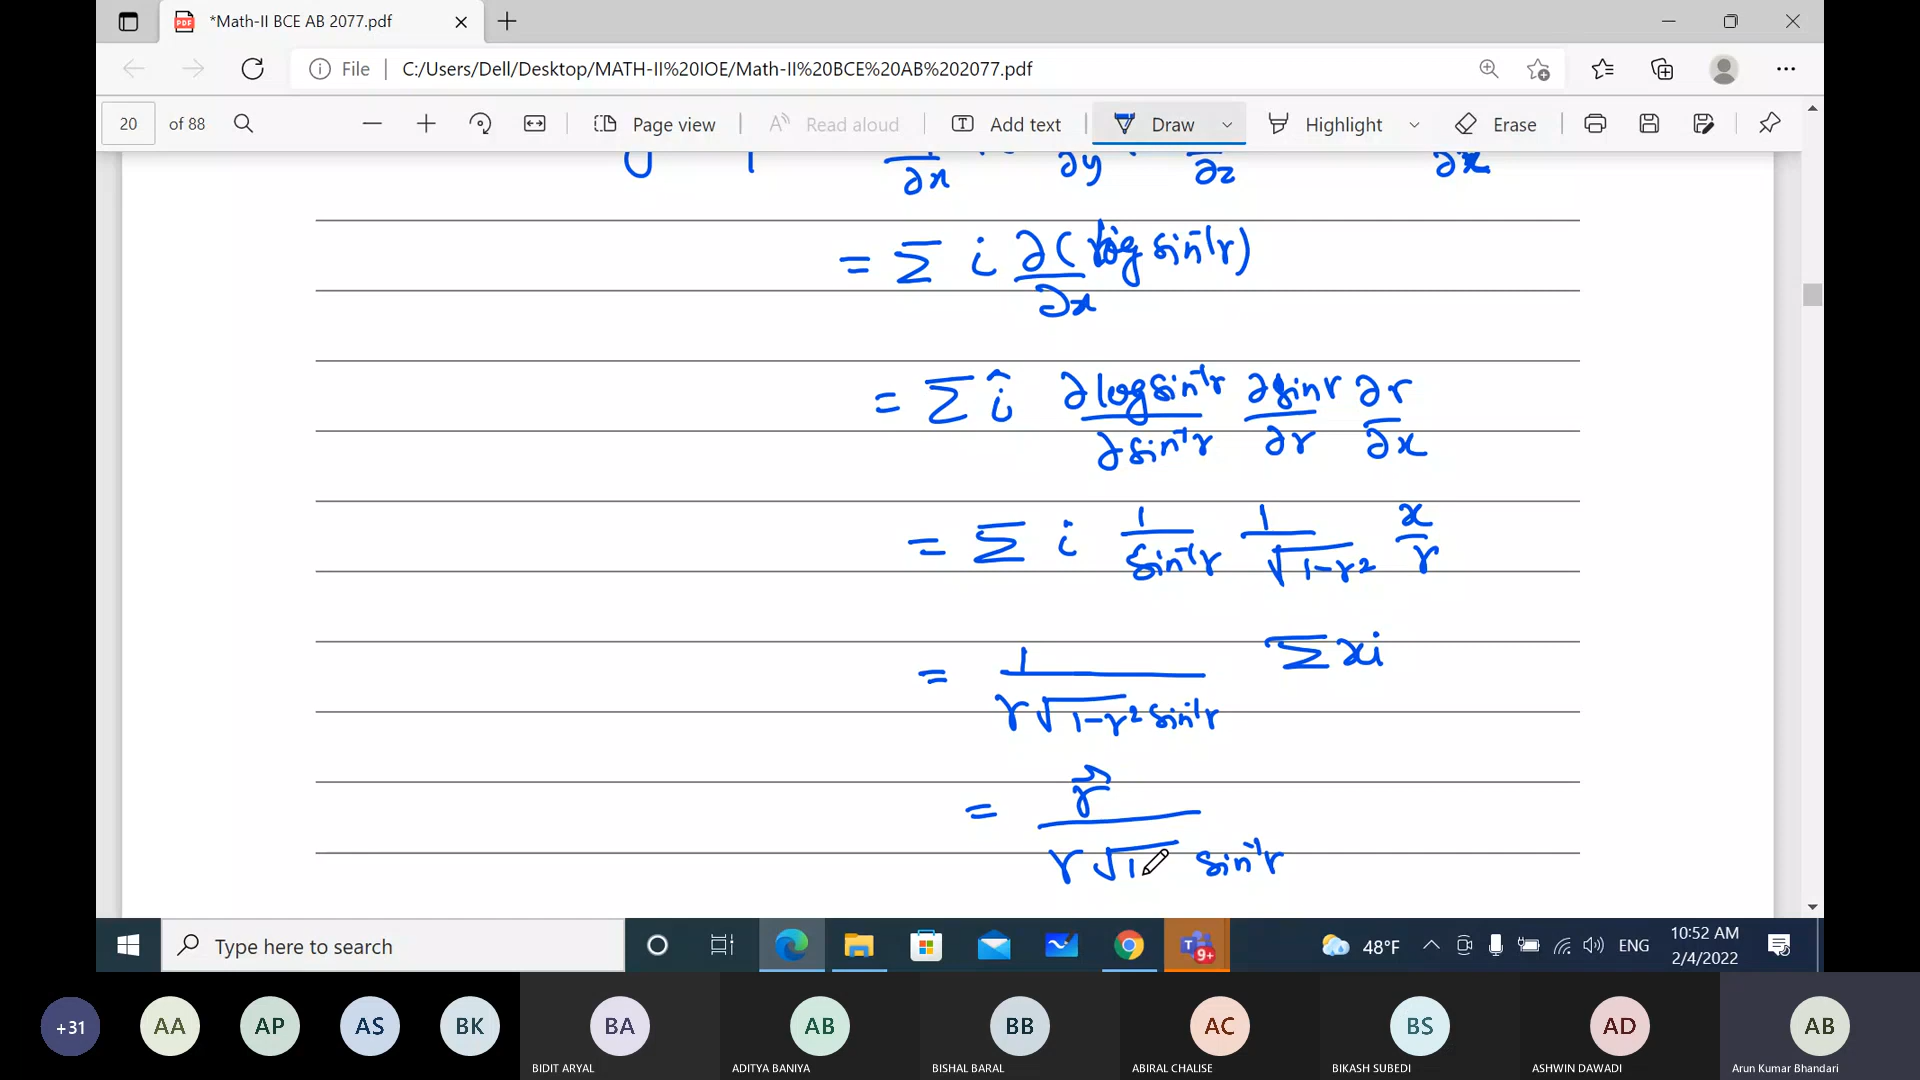 *Math-II BCE AB 2077.pdf
File C:/Users/Dell/Desktop/MATH-II%20IOE/Math-II%20BCE%20AB%202077.pdf
20 of 88 Page view Read aloud Add text Draw Highlight Erase
∂x ∂y ∂z ∂x
= Σ i ∂(log sin⁻¹r)
∂x
= Σ î ∂logsin⁻¹r ∂sinr ∂r
∂sin⁻¹r ∂r ∂x
= Σ i 1 1 x
sin⁻¹r √1-r² r
= 1 Σxi
r√1-r² sin⁻¹r
= r⃗
r√1 sin⁻¹r
Type here to search 9+ 48°F ENG 10:52 AM
2/4/2022
+31 AA AP AS BK BA AB BB AC BS AD AB
BIDIT ARYAL ADITYA BANIYA BISHAL BARAL ABIRAL CHALISE BIKASH SUBEDI ASHWIN DAWADI Arun Kumar Bhandari